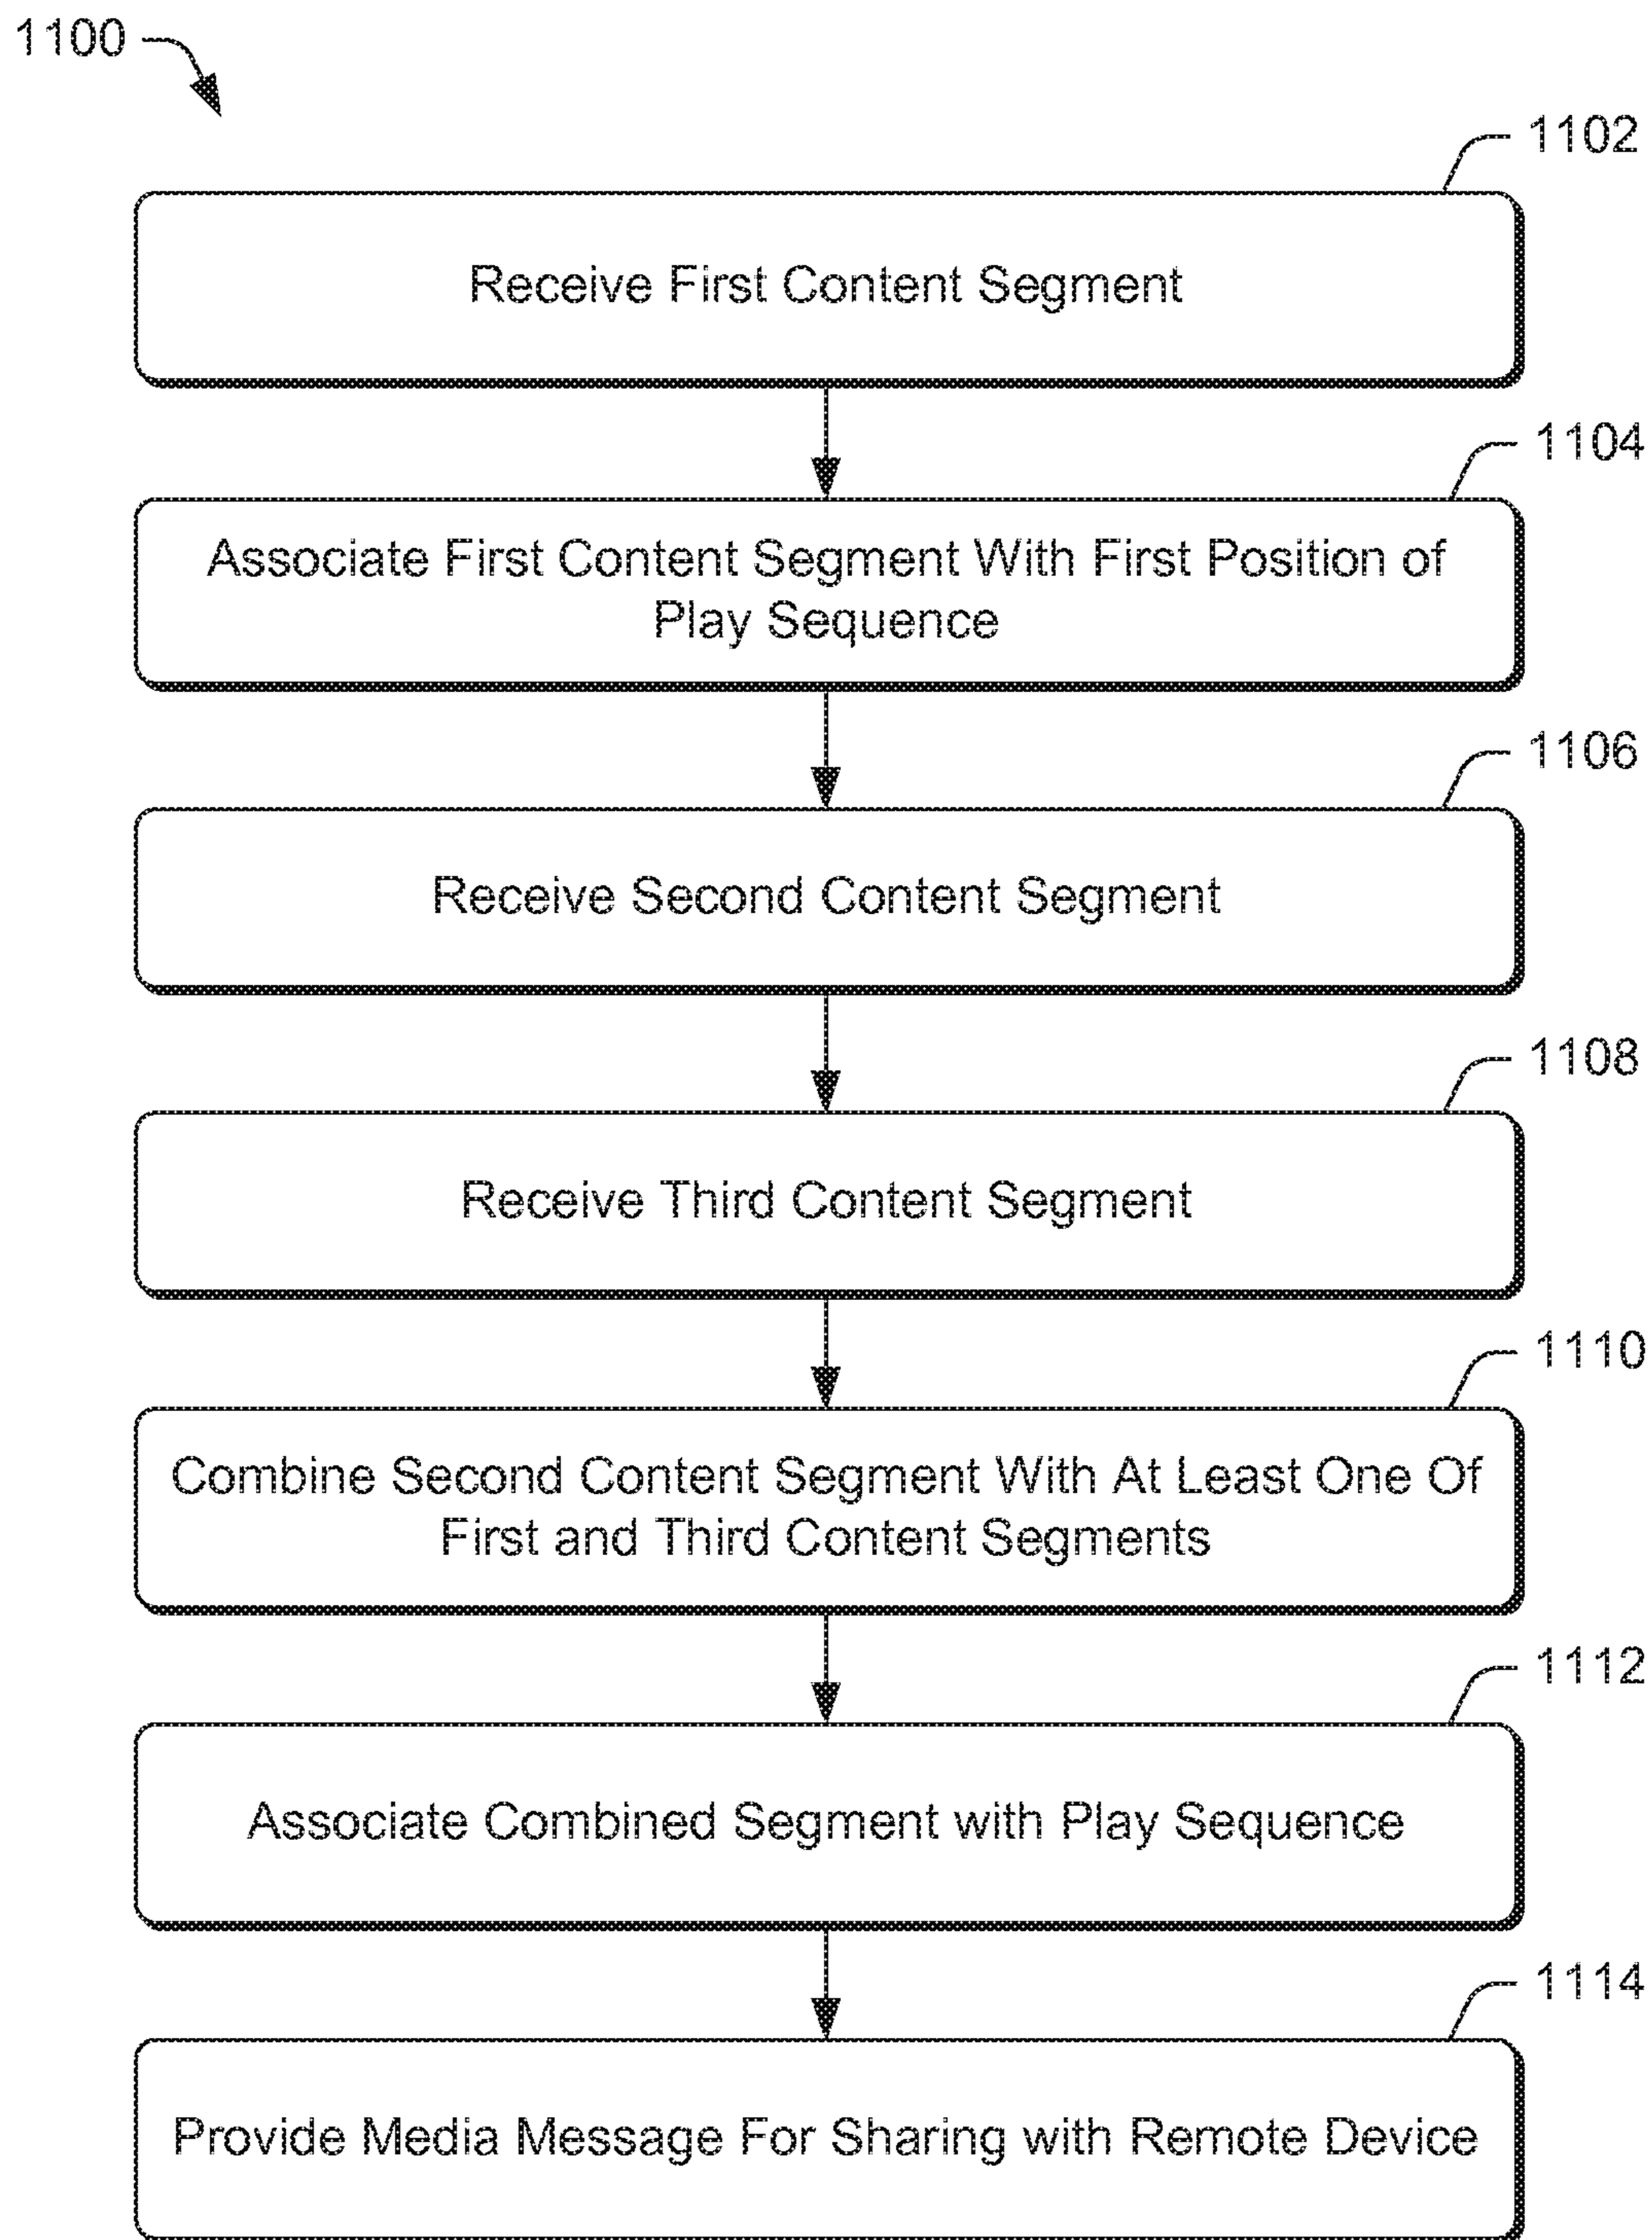 1100
1102
Receive First Content Segment
1104
Associate First Content Segment With First Position of
Play Sequence
1106
Receive Second Content Segment
1108
Receive Third Content Segment
1110
Combine Second Content Segment With At Least One Of
First and Third Content Segments
1112
Associate Combined Segment with Play Sequence
1114
Provide Media Message For Sharing with Remote Device